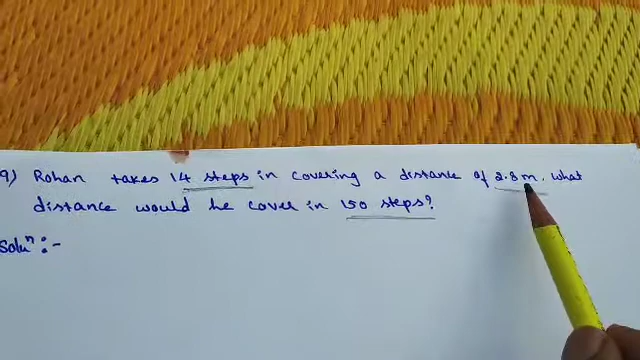 9) Rohan takes 14 steps in covering a distance of 2.8 m. what
distance would he cover in 150 steps?
Soluⁿ :-